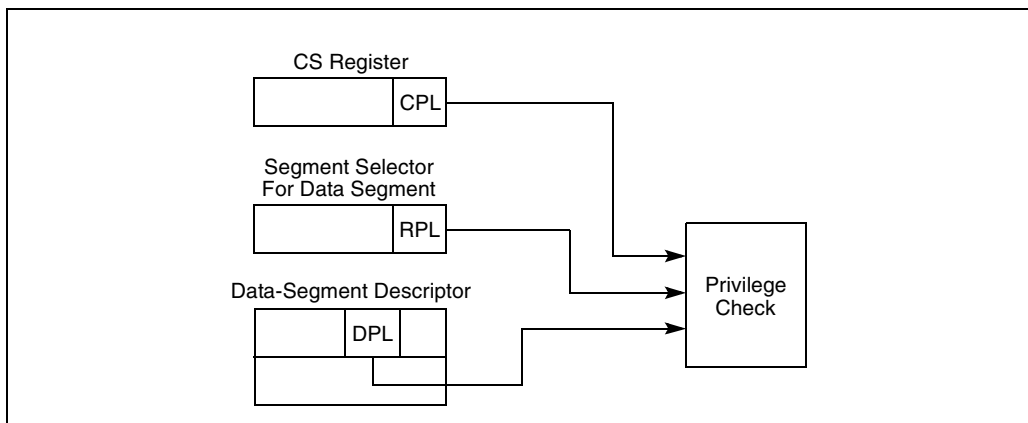 CS Register
CPL
Segment Selector
For Data Segment
RPL
Data-Segment Descriptor
DPL
Privilege
Check